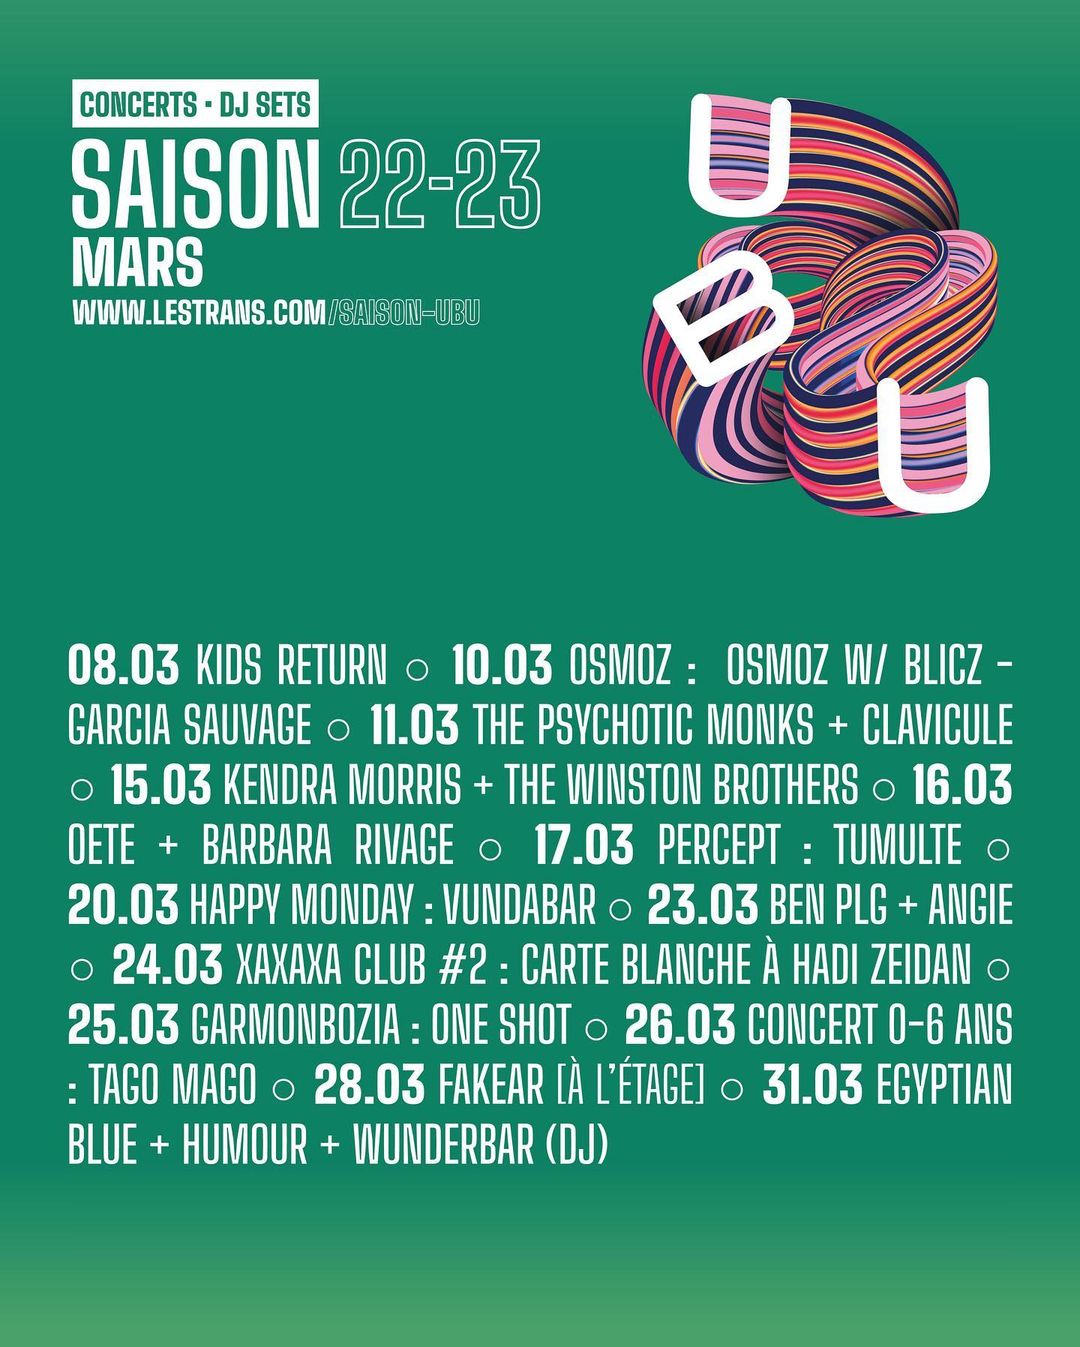 CONCERTS · DJ SETS
SAISON 22-23
MARS
WWW.LESTRANS.COM/SAISON-UBU
U
B
U
08.03 KIDS RETURN ○ 10.03 OSMOZ : OSMOZ W/ BLICZ -
GARCIA SAUVAGE ○ 11.03 THE PSYCHOTIC MONKS + CLAVICULE
○ 15.03 KENDRA MORRIS + THE WINSTON BROTHERS ○ 16.03
OETE + BARBARA RIVAGE ○ 17.03 PERCEPT : TUMULTE ○
20.03 HAPPY MONDAY : VUNDABAR ○ 23.03 BEN PLG + ANGIE
○ 24.03 XAXAXA CLUB #2 : CARTE BLANCHE À HADI ZEIDAN ○
25.03 GARMONBOZIA : ONE SHOT ○ 26.03 CONCERT 0-6 ANS
: TAGO MAGO ○ 28.03 FAKEAR [À L'ÉTAGE] ○ 31.03 EGYPTIAN
BLUE + HUMOUR + WUNDERBAR (DJ)